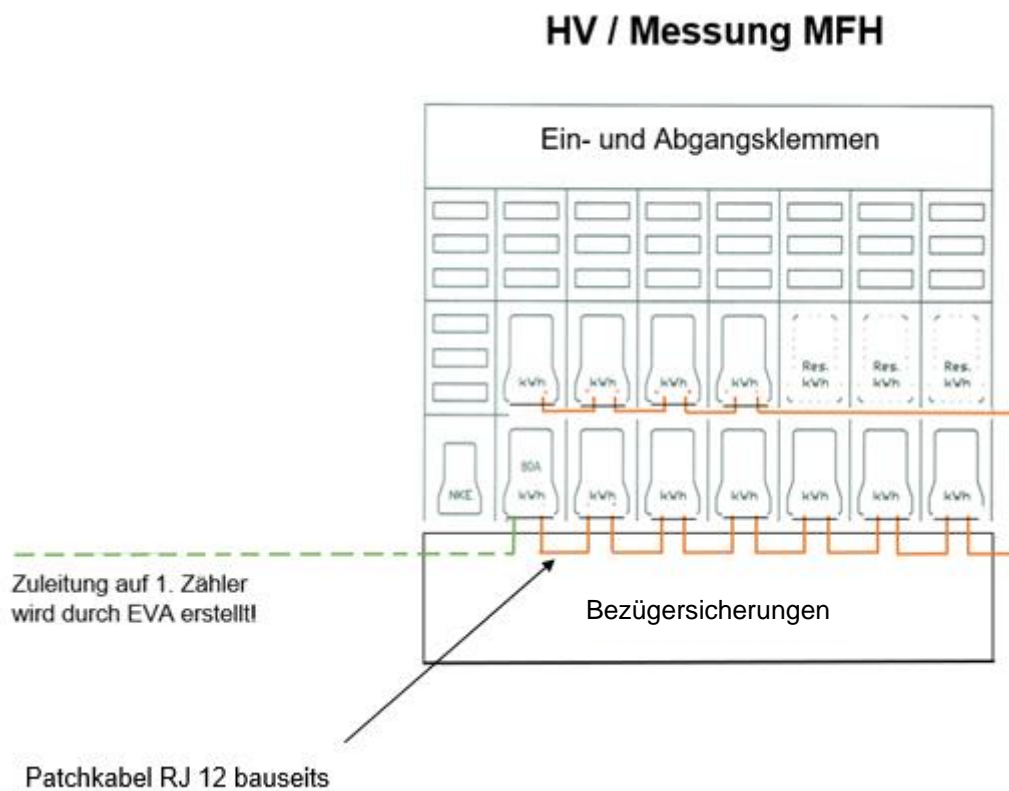 HV / Messung MFH
Ein- und Abgangsklemmen
kWh kWh kWh kWh Res. kWh Res. kWh Res. kWh
NKE 80A kWh kWh kWh kWh kWh kWh kWh
Zuleitung auf 1. Zähler
wird durch EVA erstellt!
Bezügersicherungen
Patchkabel RJ 12 bauseits